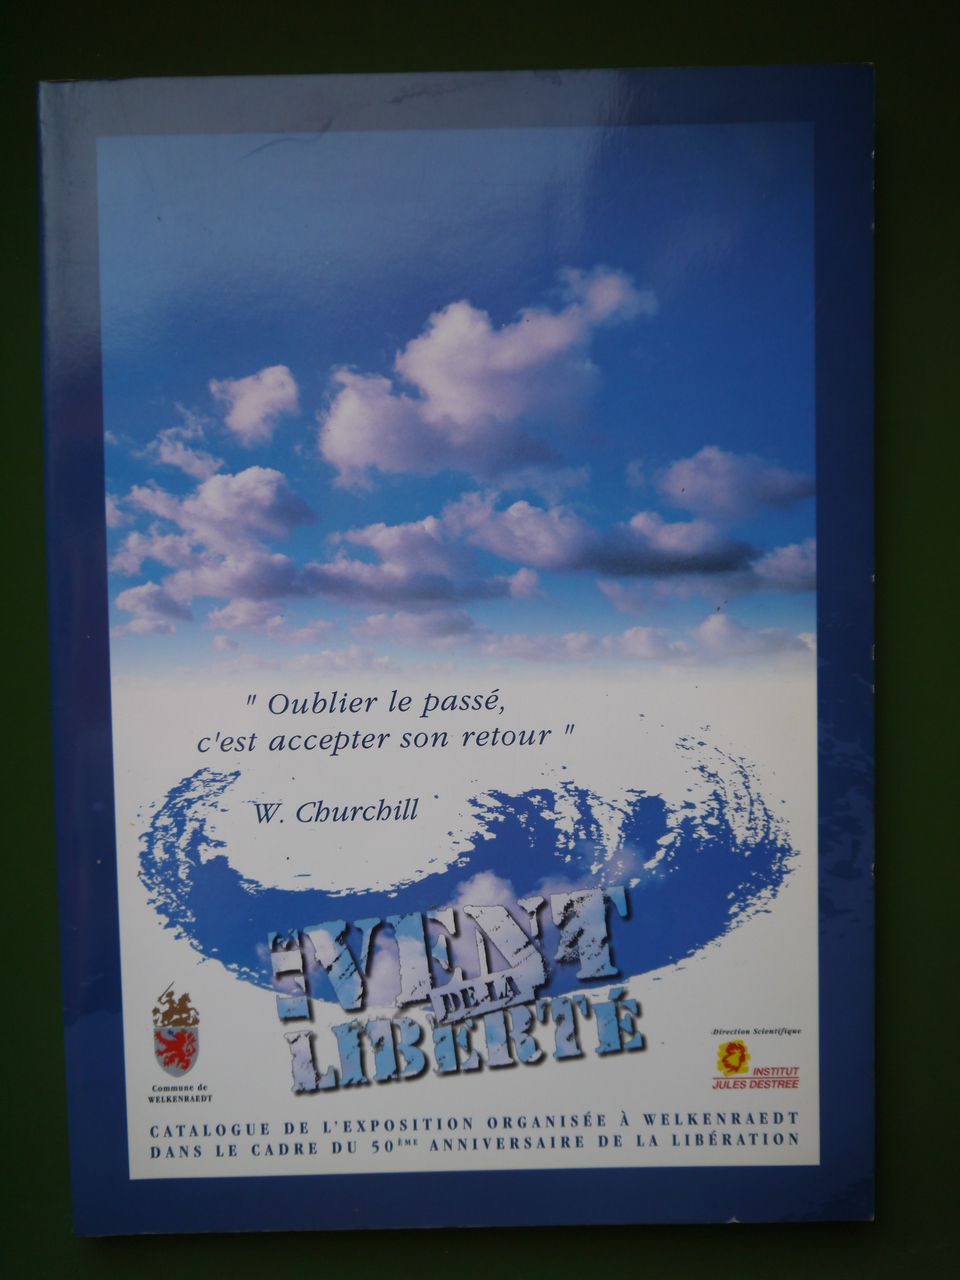 " Oublier le passé,
c'est accepter son retour "
W. Churchill
LE VENT
DE LA
LIBERTÉ
Commune de
WELKENRAEDT
Direction Scientifique
INSTITUT
JULES DESTREE
CATALOGUE DE L'EXPOSITION ORGANISÉE À WELKENRAEDT
DANS LE CADRE DU 50ÈME ANNIVERSAIRE DE LA LIBÉRATION